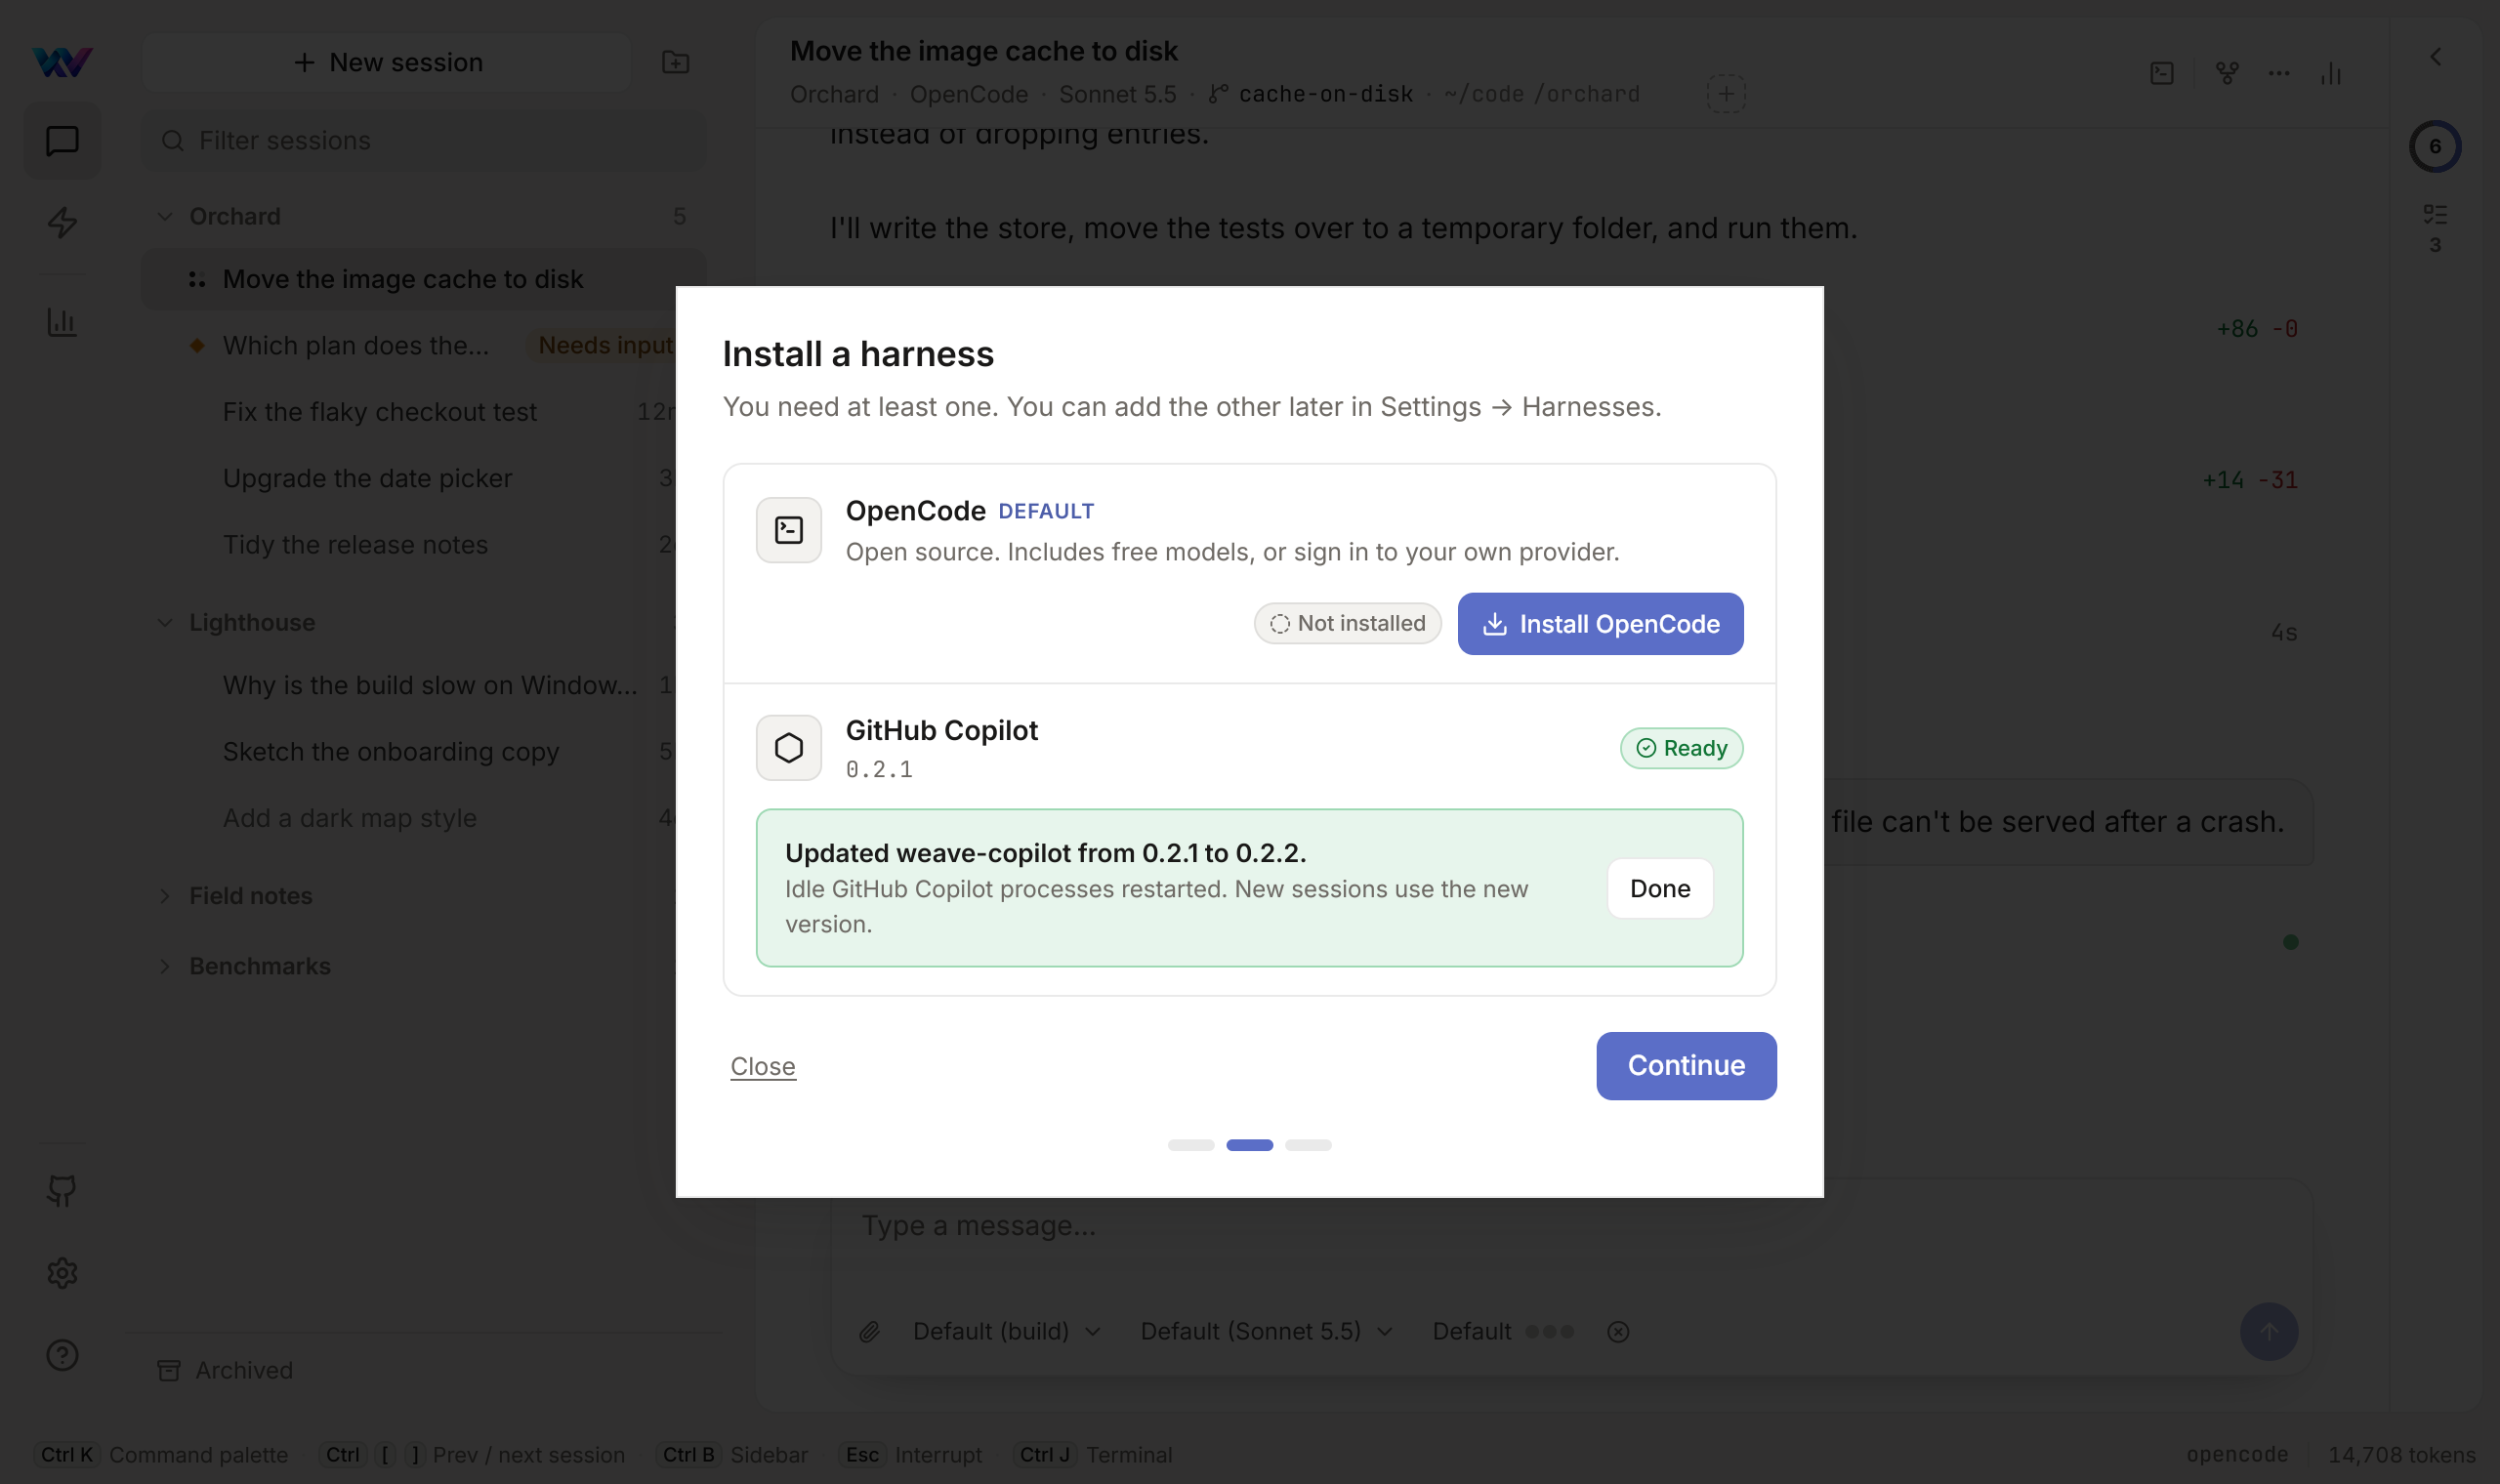 New session
Filter sessions
Orchard 5
Move the image cache to disk
Which plan does the... Needs input
Fix the flaky checkout test
Upgrade the date picker
Tidy the release notes
Lighthouse
Why is the build slow on Window...
Sketch the onboarding copy
Add a dark map style
Field notes
Benchmarks
Archived
Move the image cache to disk
Orchard · OpenCode · Sonnet 5.5 · cache-on-disk · ~/code/orchard
instead of dropping entries.
I'll write the store, move the tests over to a temporary folder, and run them.
+86 -0
+14 -31
4s
file can't be served after a crash.
6
3
Install a harness
You need at least one. You can add the other later in Settings → Harnesses.
OpenCode DEFAULT
Open source. Includes free models, or sign in to your own provider.
Not installed
Install OpenCode
GitHub Copilot
0.2.1
Ready
Updated weave-copilot from 0.2.1 to 0.2.2.
Idle GitHub Copilot processes restarted. New sessions use the new
version.
Done
Close
Continue
Type a message...
Default (build) Default (Sonnet 5.5) Default
Ctrl K Command palette Ctrl [ ] Prev / next session Ctrl B Sidebar Esc Interrupt Ctrl J Terminal
opencode 14,708 tokens